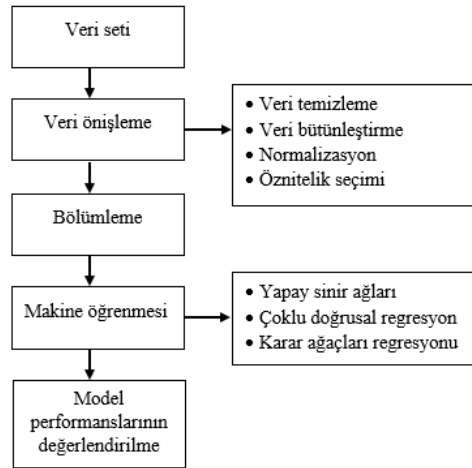 Veri seti
Veri önişleme
• Veri temizleme
• Veri bütünleştirme
• Normalizasyon
• Öznitelik seçimi
Bölümleme
Makine öğrenmesi
• Yapay sinir ağları
• Çoklu doğrusal regresyon
• Karar ağaçları regresyonu
Model
performanslarının
değerlendirilme